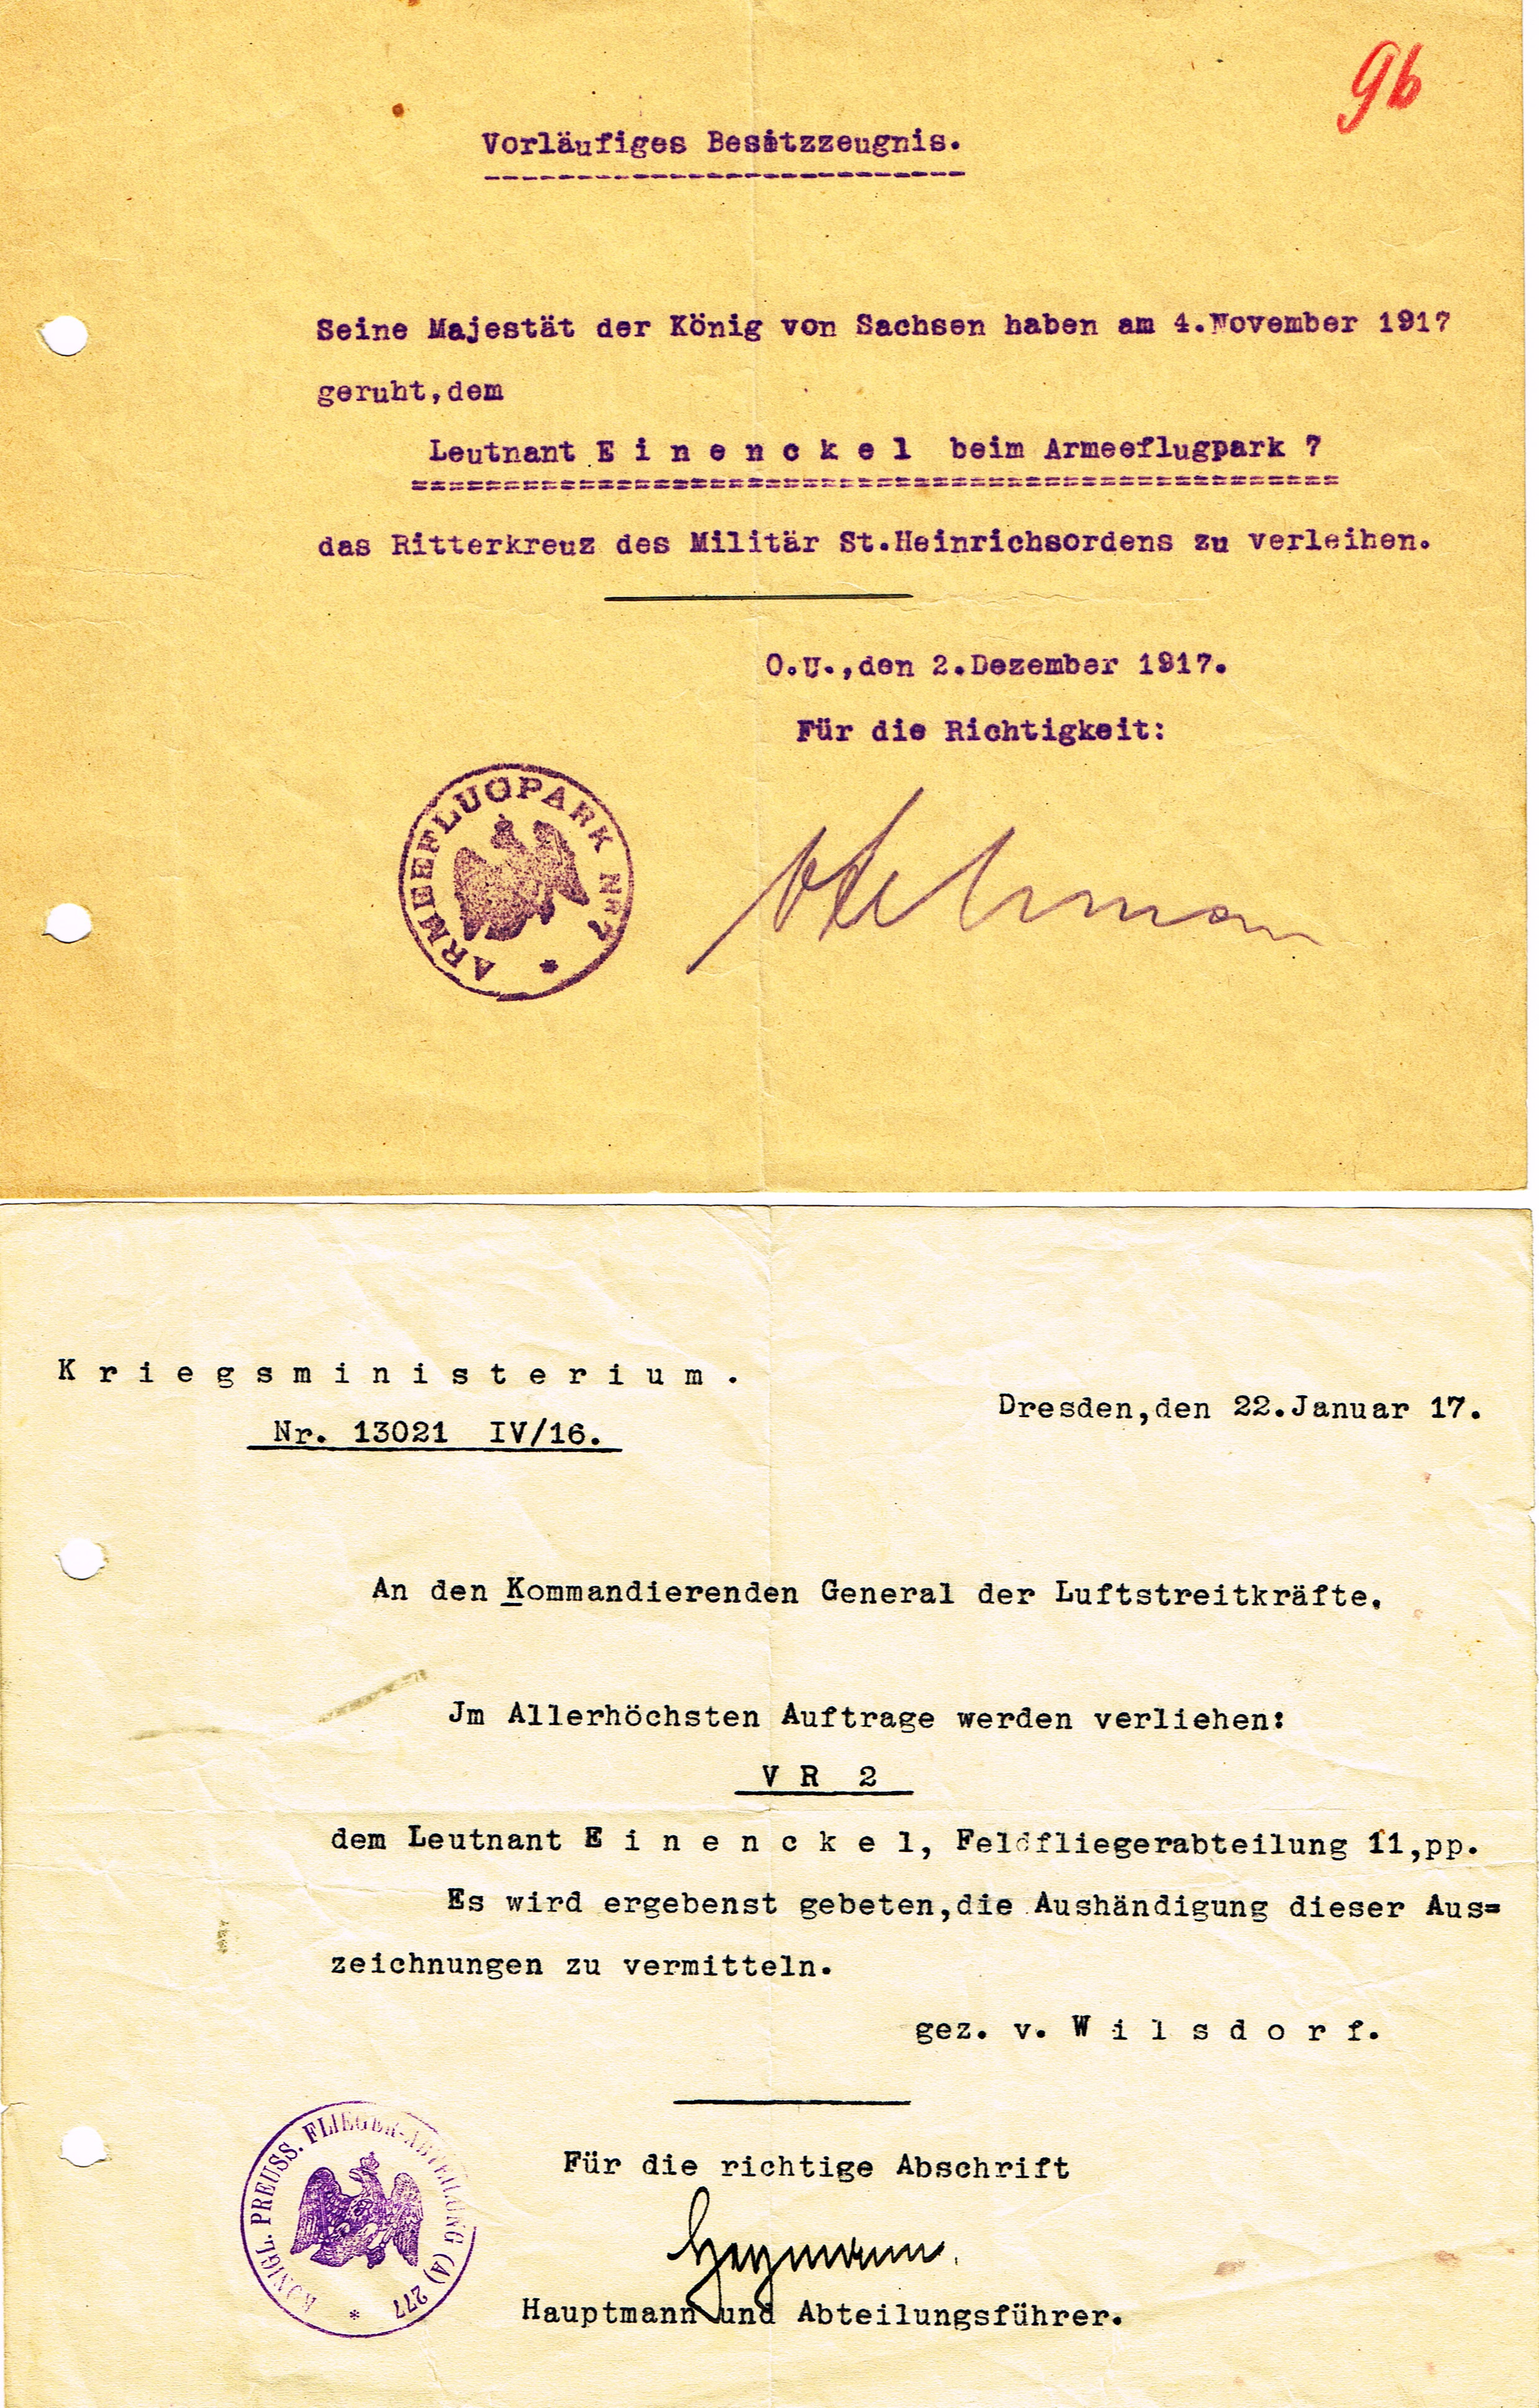 9b
Vorläufiges Besitzzeugnis.
Seine Majestät der König von Sachsen haben am 4.November 1917
geruht,dem
Leutnant E i n e n c k e l beim Armeeflugpark 7
das Ritterkreuz des Militär St.Heinrichsordens zu verleihen.
O.U.,den 2.Dezember 1917.
Für die Richtigkeit:
ARMEEFLUGPARK Nr 7 *
K r i e g s m i n i s t e r i u m .
Nr. 13021 IV/16.
Dresden,den 22.Januar 17.
An den Kommandierenden General der Luftstreitkräfte.
Jm Allerhöchsten Auftrage werden verliehen:
V R 2
dem Leutnant E i n e n c k e l, Feldfliegerabteilung 11,pp.
Es wird ergebenst gebeten,die Aushändigung dieser Aus=
zeichnungen zu vermitteln.
gez. v. W i l s d o r f.
KÖNIGL. PREUSS. FLIEGER-ABTEILUNG (A) 277 *
Für die richtige Abschrift
Heymann.
Hauptmann und Abteilungsführer.